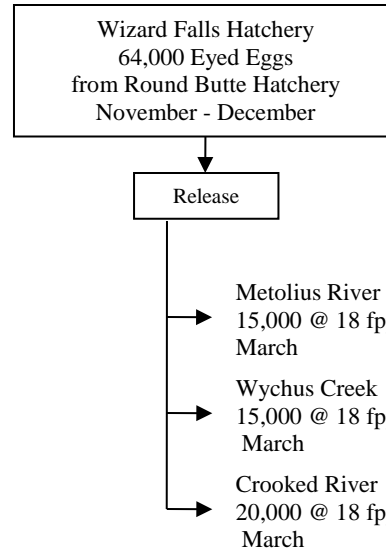 Wizard Falls Hatchery
64,000 Eyed Eggs
from Round Butte Hatchery
November - December
Release
Metolius River
15,000 @ 18 fp
March
Wychus Creek
15,000 @ 18 fp
March
Crooked River
20,000 @ 18 fp
March